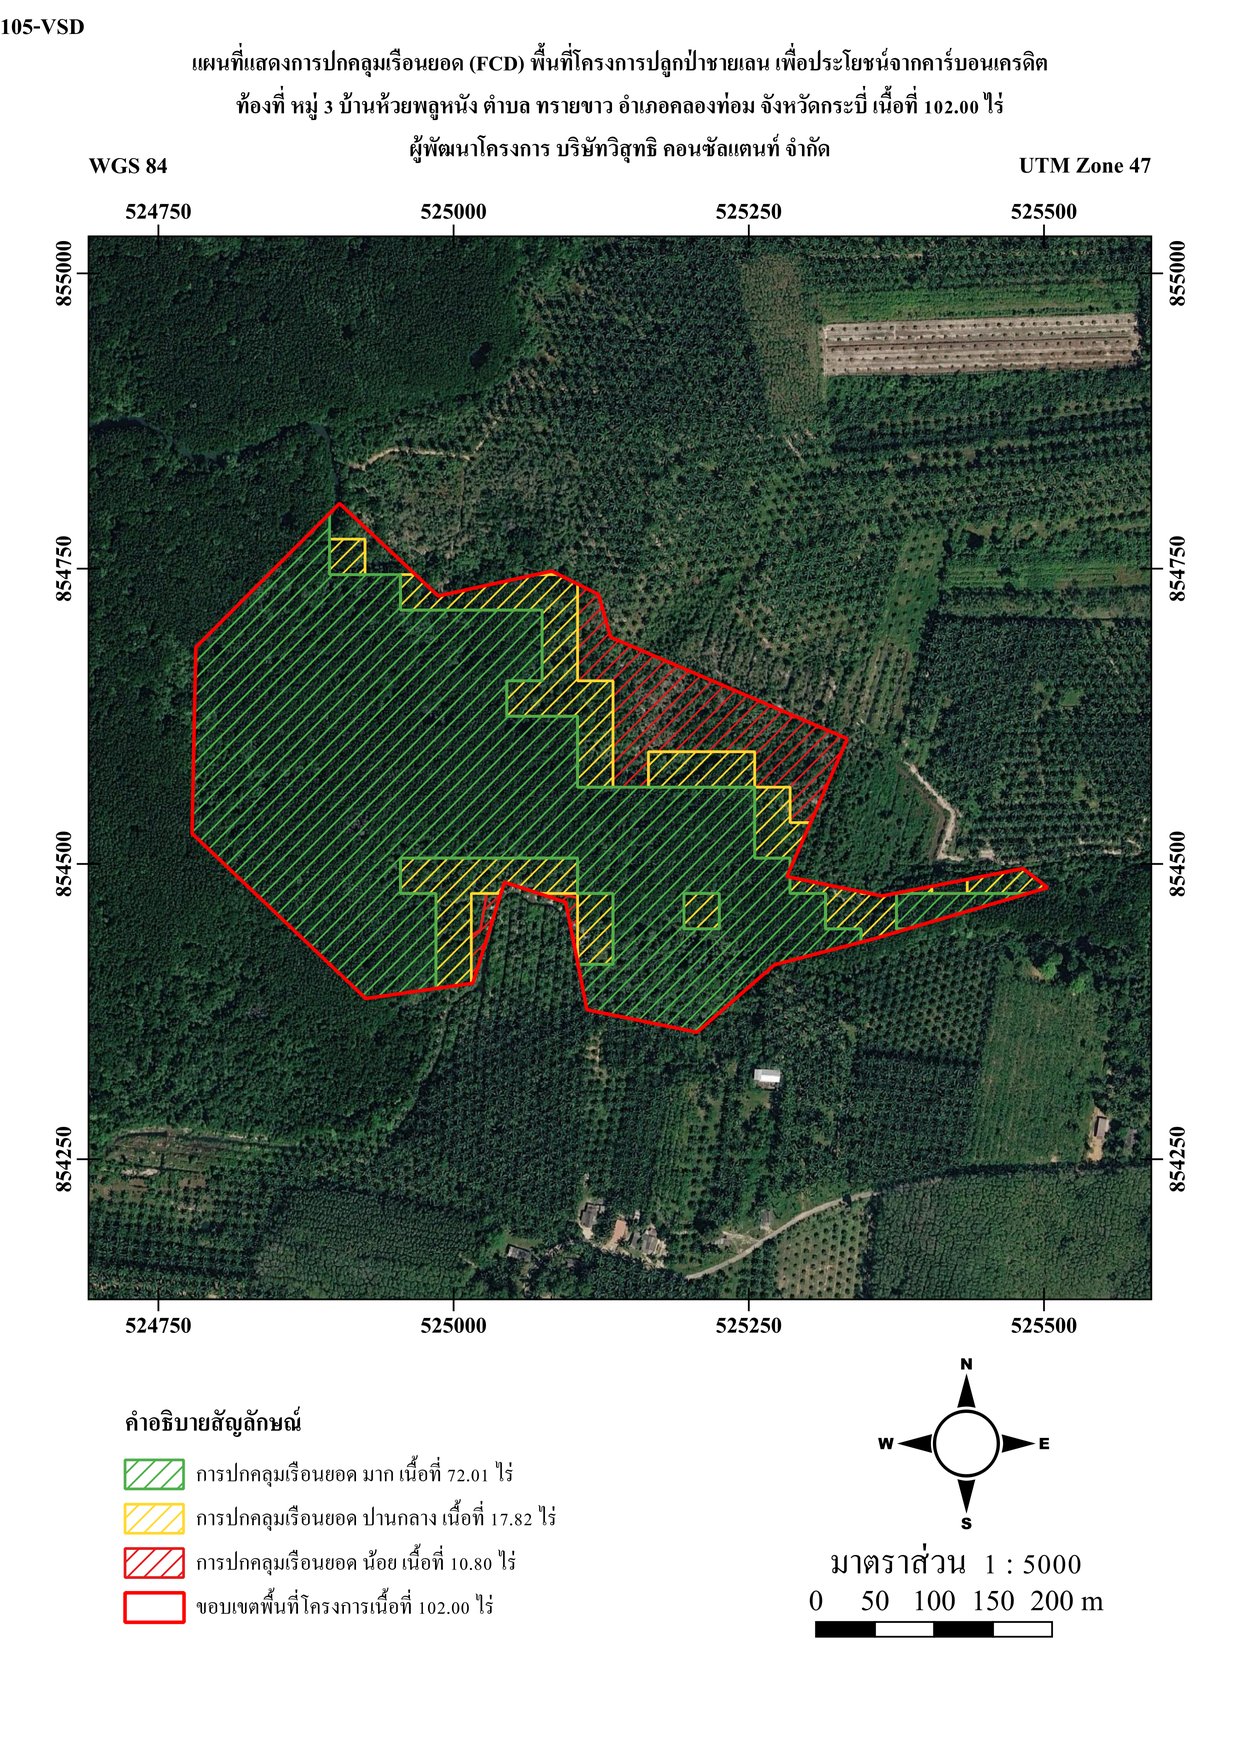 105-VSD
แผนที่แสดงการปกคลุมเรือนยอด (FCD) พื้นที่โครงการปลูกป่าชายเลน เพื่อประโยชน์จากคาร์บอนเครดิต
ท้องที่ หมู่ 3 บ้านห้วยพลูหนัง ตำบล ทรายขาว อำเภอคลองท่อม จังหวัดกระบี่ เนื้อที่ 102.00 ไร่
ผู้พัฒนาโครงการ บริษัทวิสุทธิ คอนซัลแตนท์ จำกัด
WGS 84 UTM Zone 47
524750 525000 525250 525500
855000 855000
854750 854750
854500 854500
854250 854250
524750 525000 525250 525500
คำอธิบายสัญลักษณ์
การปกคลุมเรือนยอด มาก เนื้อที่ 72.01 ไร่
การปกคลุมเรือนยอด ปานกลาง เนื้อที่ 17.82 ไร่
การปกคลุมเรือนยอด น้อย เนื้อที่ 10.80 ไร่
ขอบเขตพื้นที่โครงการเนื้อที่ 102.00 ไร่
N
W E
S
มาตราส่วน 1 : 5000
0 50 100 150 200 m